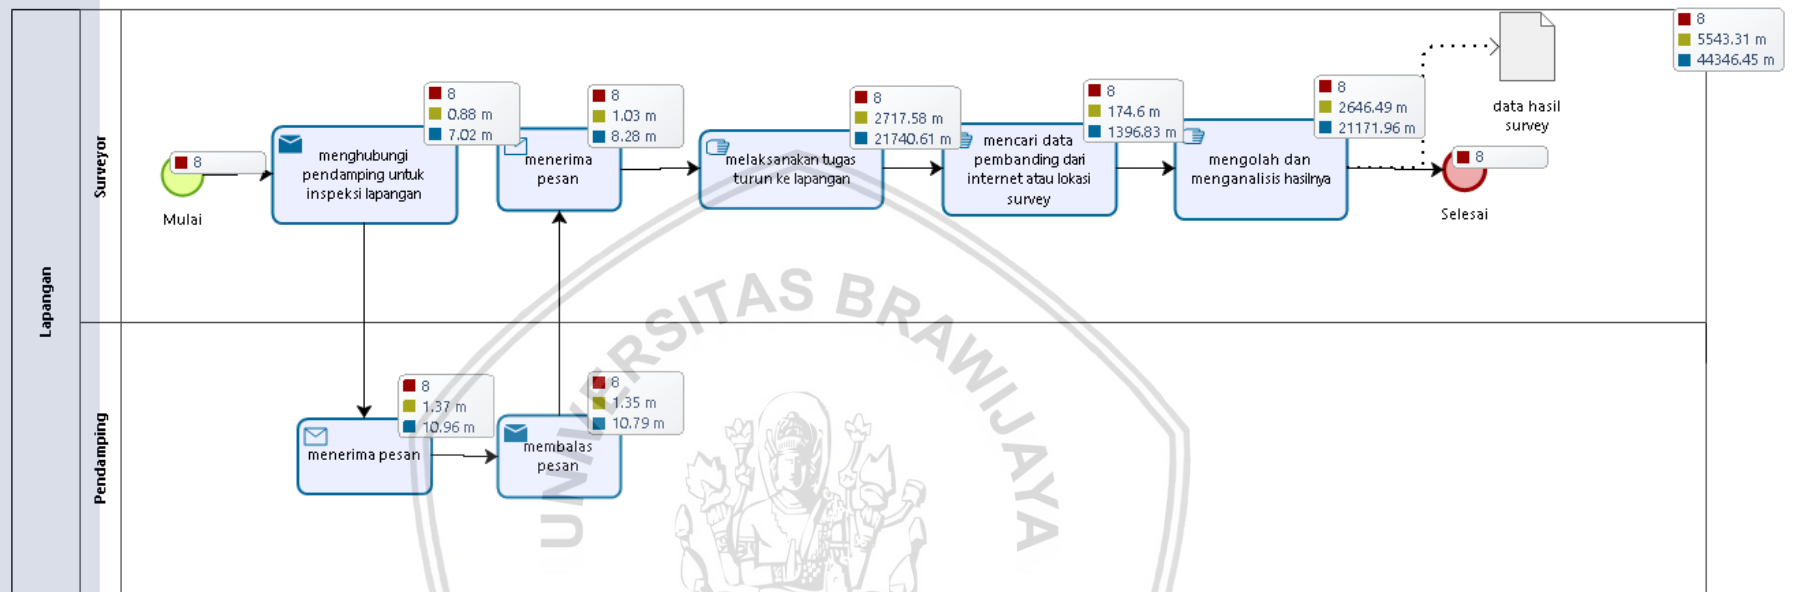 Lapangan
Surveyor
Pendamping
8
Mulai
menghubungi
pendamping untuk
inspeksi lapangan
8
0.88 m
7.02 m
menerima
pesan
8
1.03 m
8.28 m
melaksanakan tugas
turun ke lapangan
8
2717.58 m
21740.61 m
mencari data
pembanding dari
internet atau lokasi
survey
8
174.6 m
1396.83 m
mengolah dan
menganalisis hasilnya
8
2646.49 m
21171.96 m
data hasil
survey
8
Selesai
8
5543.31 m
44346.45 m
menerima pesan
8
1.37 m
10.96 m
membalas
pesan
8
1.35 m
10.79 m
UNIVERSITAS BRAWIJAYA